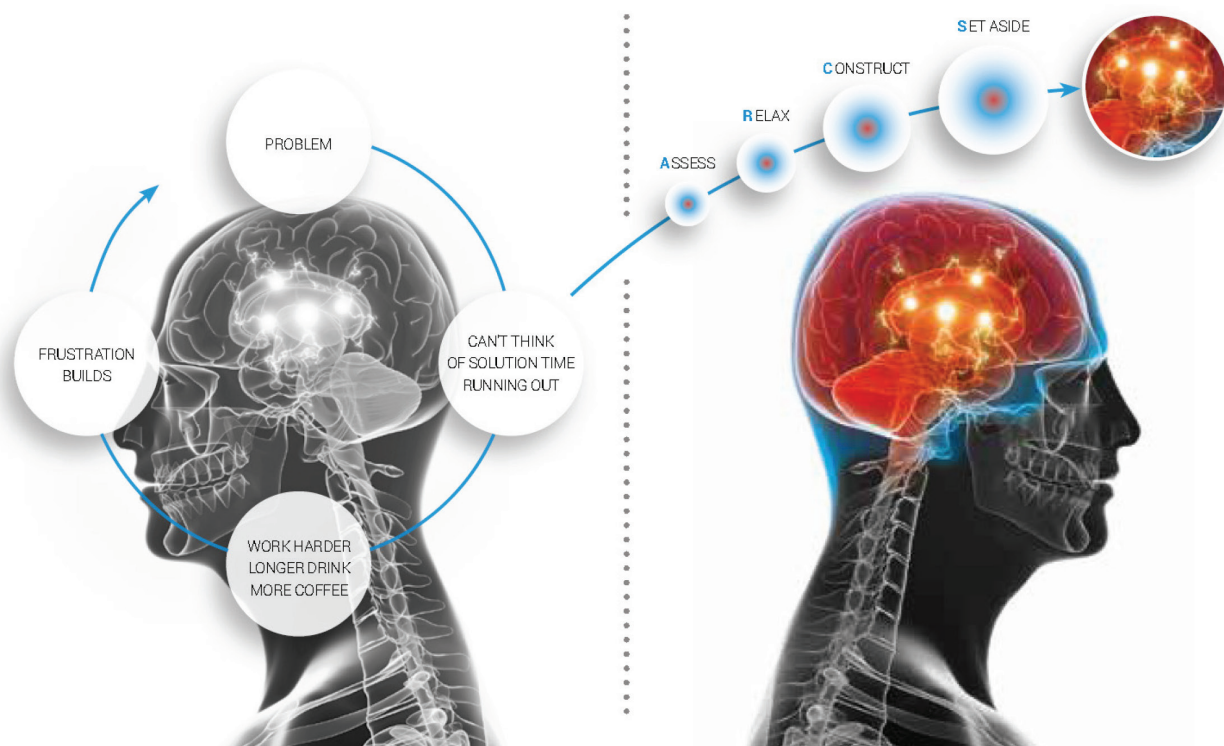 PROBLEM
CAN'T THINK
OF SOLUTION TIME
RUNNING OUT
WORK HARDER
LONGER DRINK
MORE COFFEE
FRUSTRATION
BUILDS
ASSESS
RELAX
CONSTRUCT
SET ASIDE